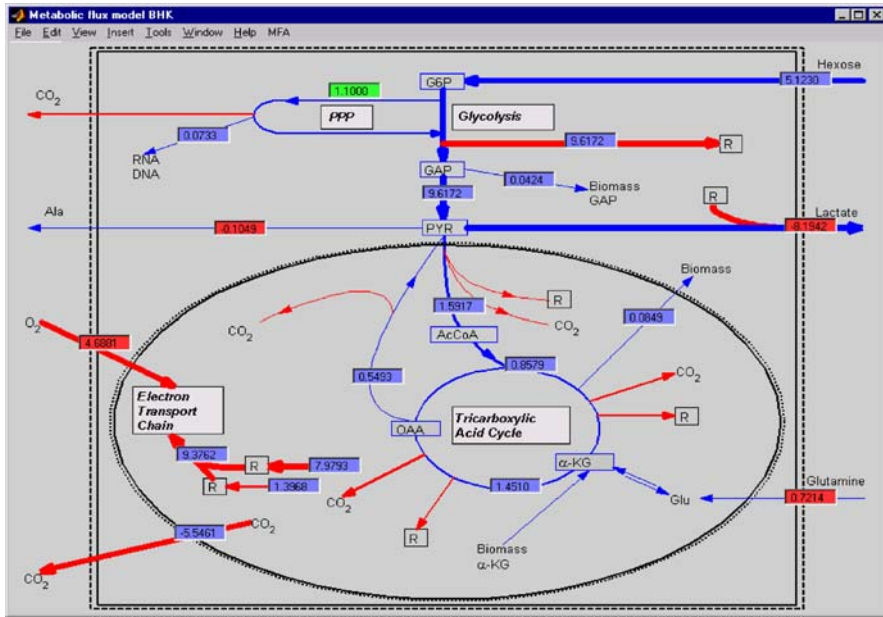 Metabolic flux model BHK
File Edit View Insert Tools Window Help MFA
Hexose
G6P
5.1230
1.1000
CO2
PPP
Glycolysis
0.0733
9.6172
R
RNA
DNA
GAP
0.0424
Biomass
GAP
9.6172
R
Ala
-0.1049
PYR
Lactate
-8.1942
Biomass
R
1.5917
CO2
CO2
0.0849
O2
4.6881
AcCoA
0.8579
CO2
0.5493
Electron
Transport
Chain
OAA
Tricarboxylic
Acid Cycle
R
9.3762
R
7.9793
R
1.3968
α-KG
1.4510
Glutamine
0.7214
Glu
CO2
CO2
-5.5461
R
Biomass
α-KG
CO2